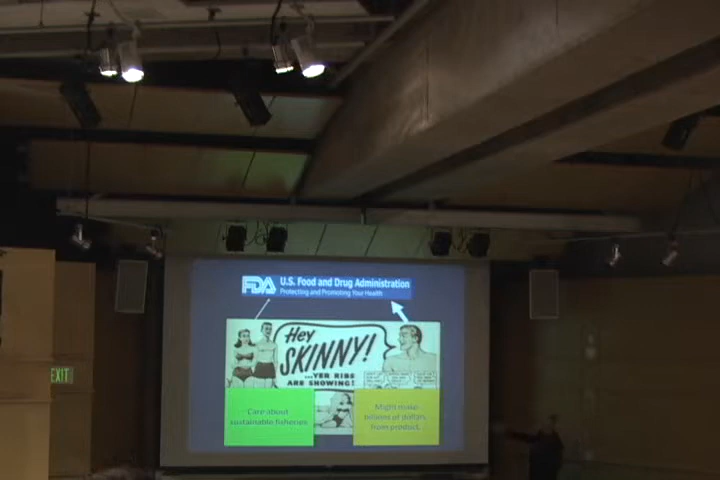 FDA U.S. Food and Drug Administration
Protecting and Promoting Your Health
Hey
SKINNY!
...YER RIBS
ARE SHOWING!
EXIT
Care about
sustainable fisheries
Might make
billions of dollars
from product.